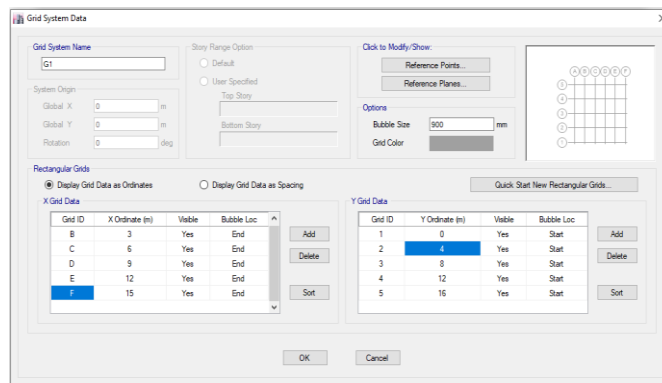 Grid System Data
Grid System Name
G1
System Origin
Global X 0 m
Global Y 0 m
Rotation 0 deg
Story Range Option
Default
User Specified
Top Story
Bottom Story
Click to Modify/Show:
Reference Points...
Reference Planes...
Options
Bubble Size 900 mm
Grid Color
A B C D E F
5
4
3
2
1
Rectangular Grids
Display Grid Data as Ordinates Display Grid Data as Spacing Quick Start New Rectangular Grids...
X Grid Data
Grid ID X Ordinate (m) Visible Bubble Loc
B 3 Yes End
C 6 Yes End
D 9 Yes End
E 12 Yes End
F 15 Yes End
Add
Delete
Sort
Y Grid Data
Grid ID Y Ordinate (m) Visible Bubble Loc
1 0 Yes Start
2 4 Yes Start
3 8 Yes Start
4 12 Yes Start
5 16 Yes Start
Add
Delete
Sort
OK Cancel